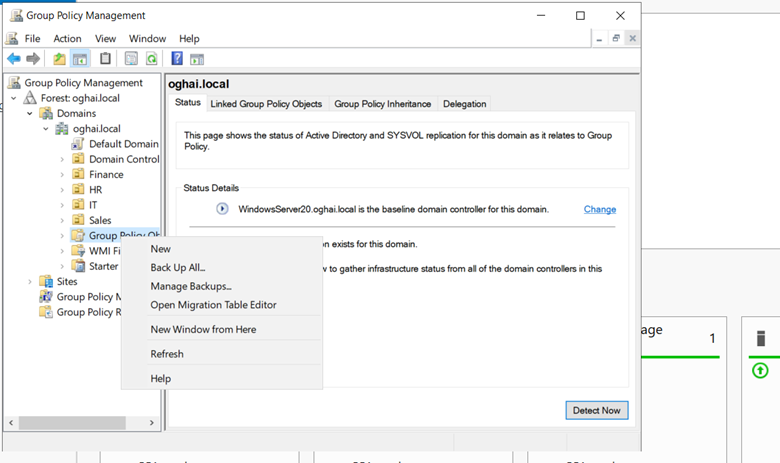 Group Policy Management
File Action View Window Help
Group Policy Management
Forest: oghai.local
Domains
oghai.local
Default Domain
Domain Control
Finance
HR
IT
Sales
Group Policy Ob
WMI Fi
Starter
Sites
Group Policy M
Group Policy R
New
Back Up All...
Manage Backups...
Open Migration Table Editor
New Window from Here
Refresh
Help
oghai.local
Status Linked Group Policy Objects Group Policy Inheritance Delegation
This page shows the status of Active Directory and SYSVOL replication for this domain as it relates to Group
Policy.
Status Details
WindowsServer20.oghai.local is the baseline domain controller for this domain. Change
on exists for this domain.
w to gather infrastructure status from all of the domain controllers in this
Detect Now
age 1